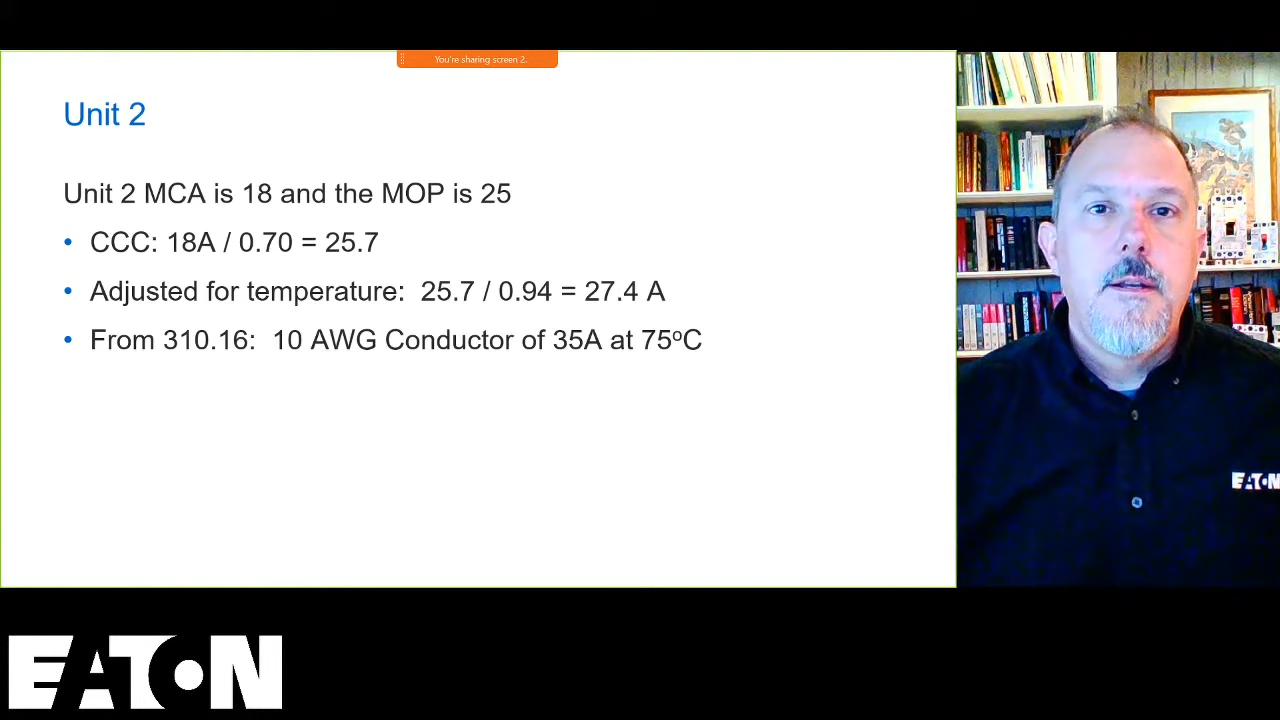 You're sharing screen 2.
Unit 2
Unit 2 MCA is 18 and the MOP is 25
• CCC: 18A / 0.70 = 25.7
• Adjusted for temperature:  25.7 / 0.94 = 27.4 A
• From 310.16:  10 AWG Conductor of 35A at 75ºC
EATON
EATON